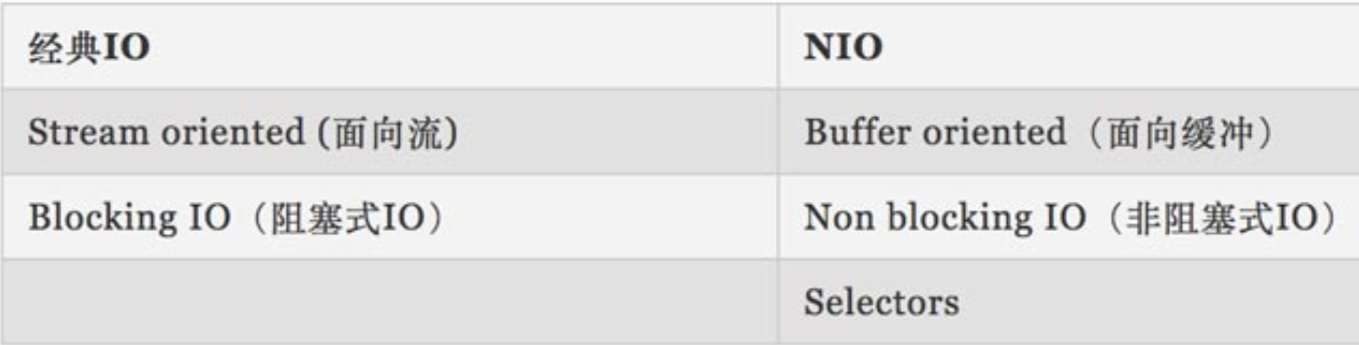 经典IO
NIO
Stream oriented (面向流)
Buffer oriented（面向缓冲）
Blocking IO（阻塞式IO）
Non blocking IO（非阻塞式IO）
Selectors